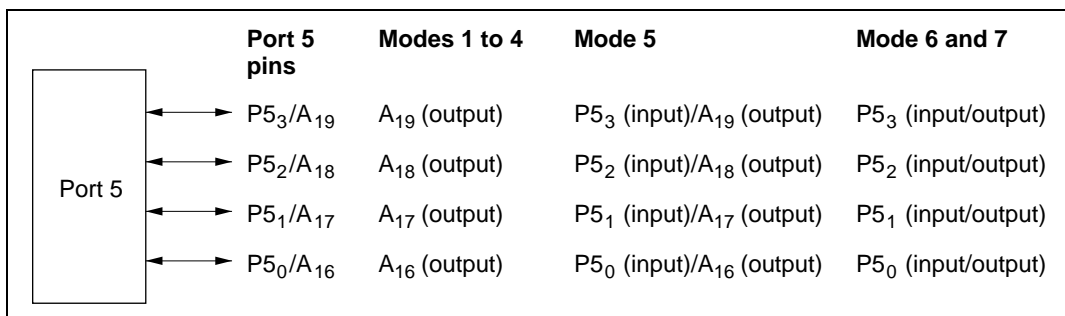 Port 5 pins Modes 1 to 4 Mode 5 Mode 6 and 7
P5₃/A₁₉ A₁₉ (output) P5₃ (input)/A₁₉ (output) P5₃ (input/output)
P5₂/A₁₈ A₁₈ (output) P5₂ (input)/A₁₈ (output) P5₂ (input/output)
Port 5
P5₁/A₁₇ A₁₇ (output) P5₁ (input)/A₁₇ (output) P5₁ (input/output)
P5₀/A₁₆ A₁₆ (output) P5₀ (input)/A₁₆ (output) P5₀ (input/output)